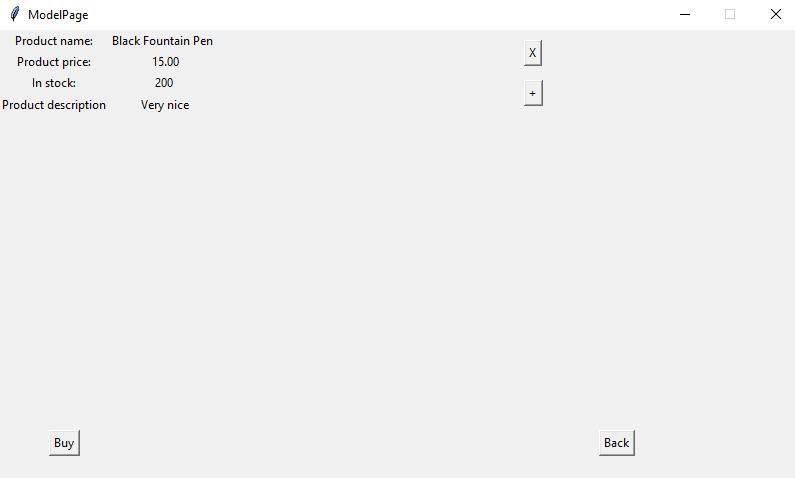 ModelPage
Product name: Black Fountain Pen
X
Product price: 15.00
In stock: 200
+
Product description Very nice
Buy
Back